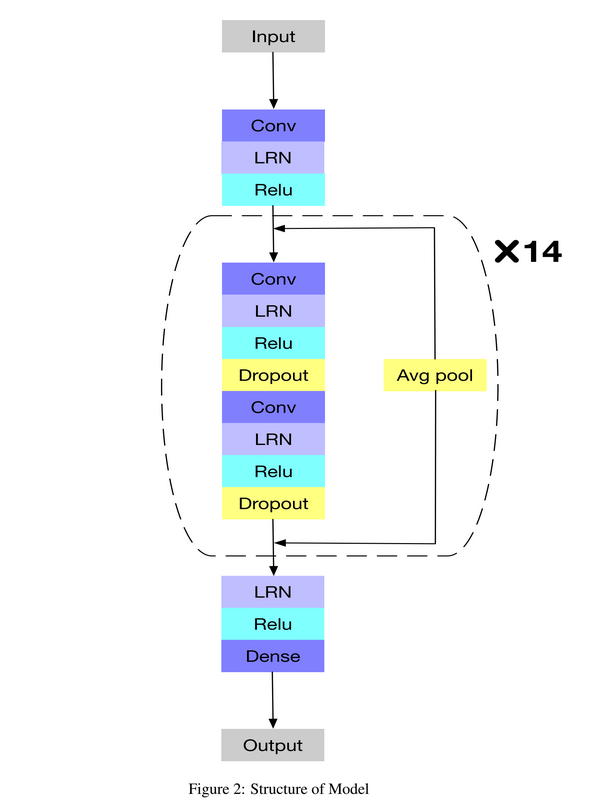 Input
Conv
LRN
Relu
×14
Conv
LRN
Relu
Dropout
Avg pool
Conv
LRN
Relu
Dropout
LRN
Relu
Dense
Output
Figure 2: Structure of Model